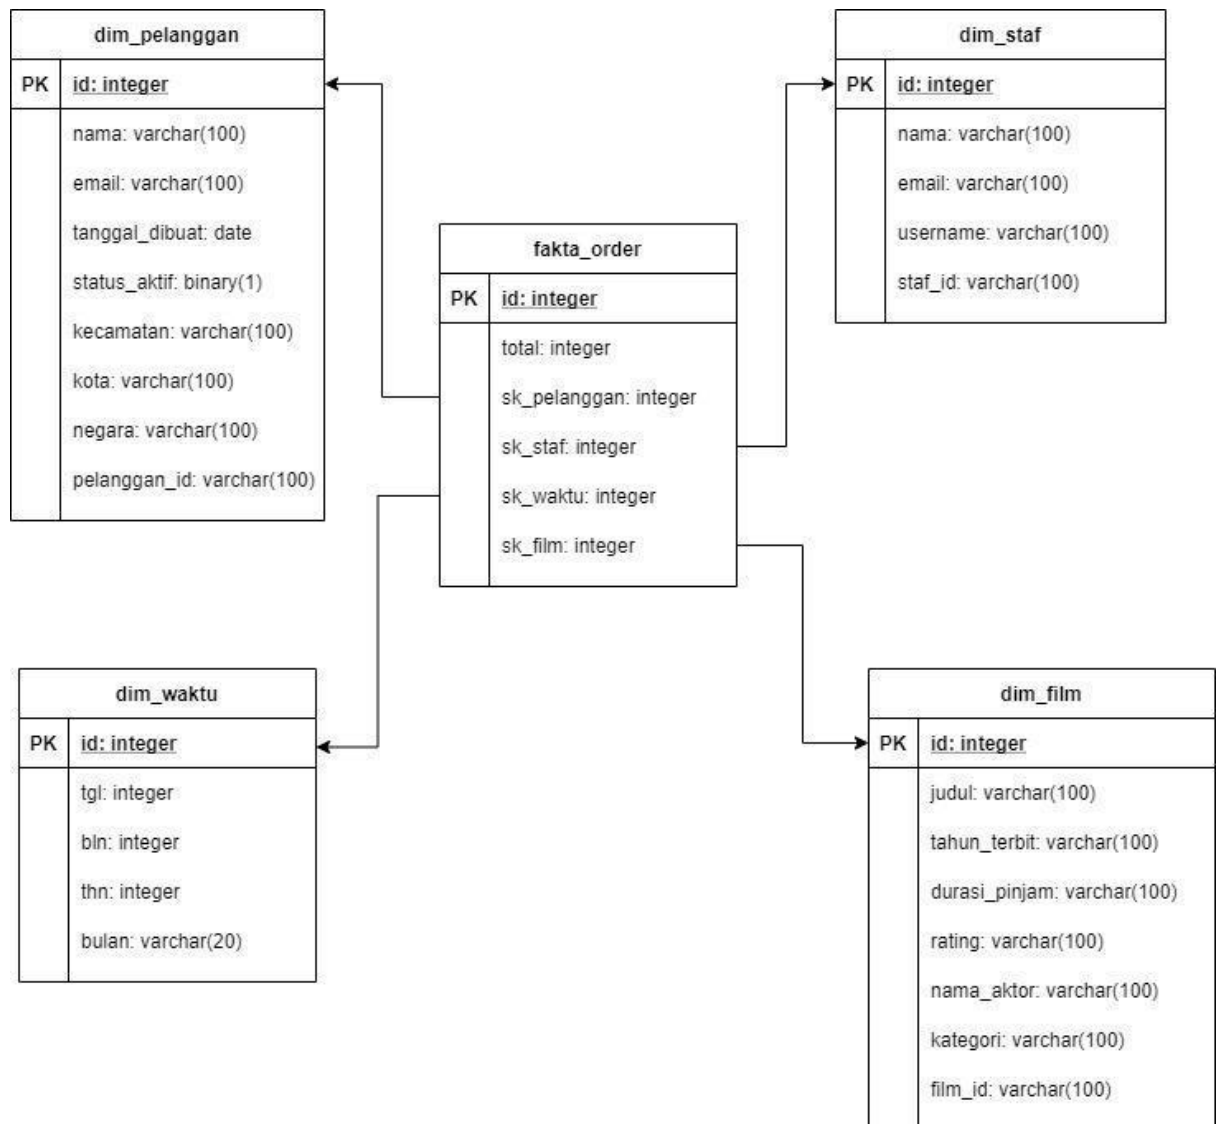 dim_pelanggan
PK id: integer
nama: varchar(100)
email: varchar(100)
tanggal_dibuat: date
status_aktif: binary(1)
kecamatan: varchar(100)
kota: varchar(100)
negara: varchar(100)
pelanggan_id: varchar(100)
dim_staf
PK id: integer
nama: varchar(100)
email: varchar(100)
username: varchar(100)
staf_id: varchar(100)
fakta_order
PK id: integer
total: integer
sk_pelanggan: integer
sk_staf: integer
sk_waktu: integer
sk_film: integer
dim_waktu
PK id: integer
tgl: integer
bln: integer
thn: integer
bulan: varchar(20)
dim_film
PK id: integer
judul: varchar(100)
tahun_terbit: varchar(100)
durasi_pinjam: varchar(100)
rating: varchar(100)
nama_aktor: varchar(100)
kategori: varchar(100)
film_id: varchar(100)